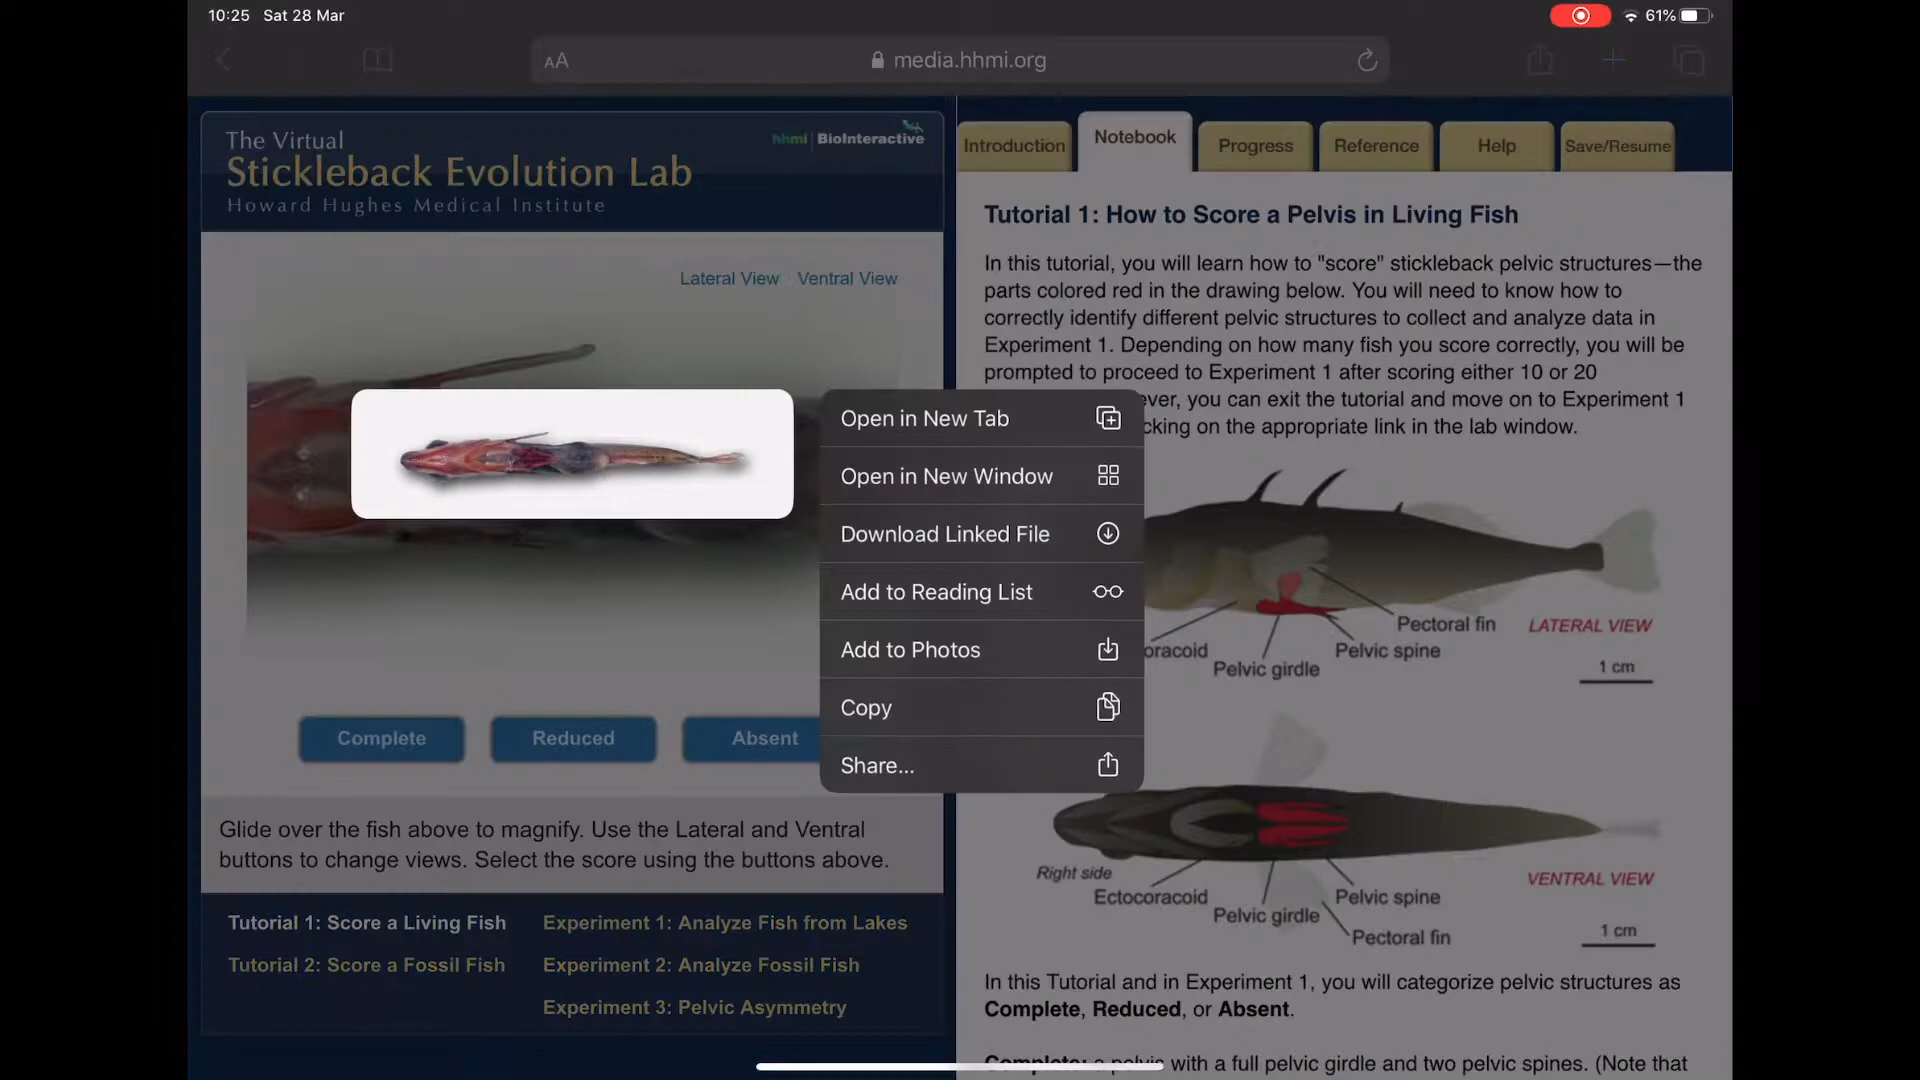 10:25 Sat 28 Mar
61%
AA
media.hhmi.org
The Virtual
Stickleback Evolution Lab
Howard Hughes Medical Institute
hhmi BioInteractive
Lateral View Ventral View
Complete Reduced Absent
Glide over the fish above to magnify. Use the Lateral and Ventral
buttons to change views. Select the score using the buttons above.
Tutorial 1: Score a Living Fish
Tutorial 2: Score a Fossil Fish
Experiment 1: Analyze Fish from Lakes
Experiment 2: Analyze Fossil Fish
Experiment 3: Pelvic Asymmetry
Open in New Tab
Open in New Window
Download Linked File
Add to Reading List
Add to Photos
Copy
Share...
Introduction Notebook Progress Reference Help Save/Resume
Tutorial 1: How to Score a Pelvis in Living Fish
In this tutorial, you will learn how to "score" stickleback pelvic structures—the
parts colored red in the drawing below. You will need to know how to
correctly identify different pelvic structures to collect and analyze data in
Experiment 1. Depending on how many fish you score correctly, you will be
prompted to proceed to Experiment 1 after scoring either 10 or 20
ever, you can exit the tutorial and move on to Experiment 1
cking on the appropriate link in the lab window.
Pectoral fin
LATERAL VIEW
oracoid
Pelvic spine
Pelvic girdle
1 cm
Right side
Ectocoracoid
Pelvic girdle
Pelvic spine
Pectoral fin
VENTRAL VIEW
1 cm
In this Tutorial and in Experiment 1, you will categorize pelvic structures as
Complete, Reduced, or Absent.
Complete: a pelvis with a full pelvic girdle and two pelvic spines. (Note that